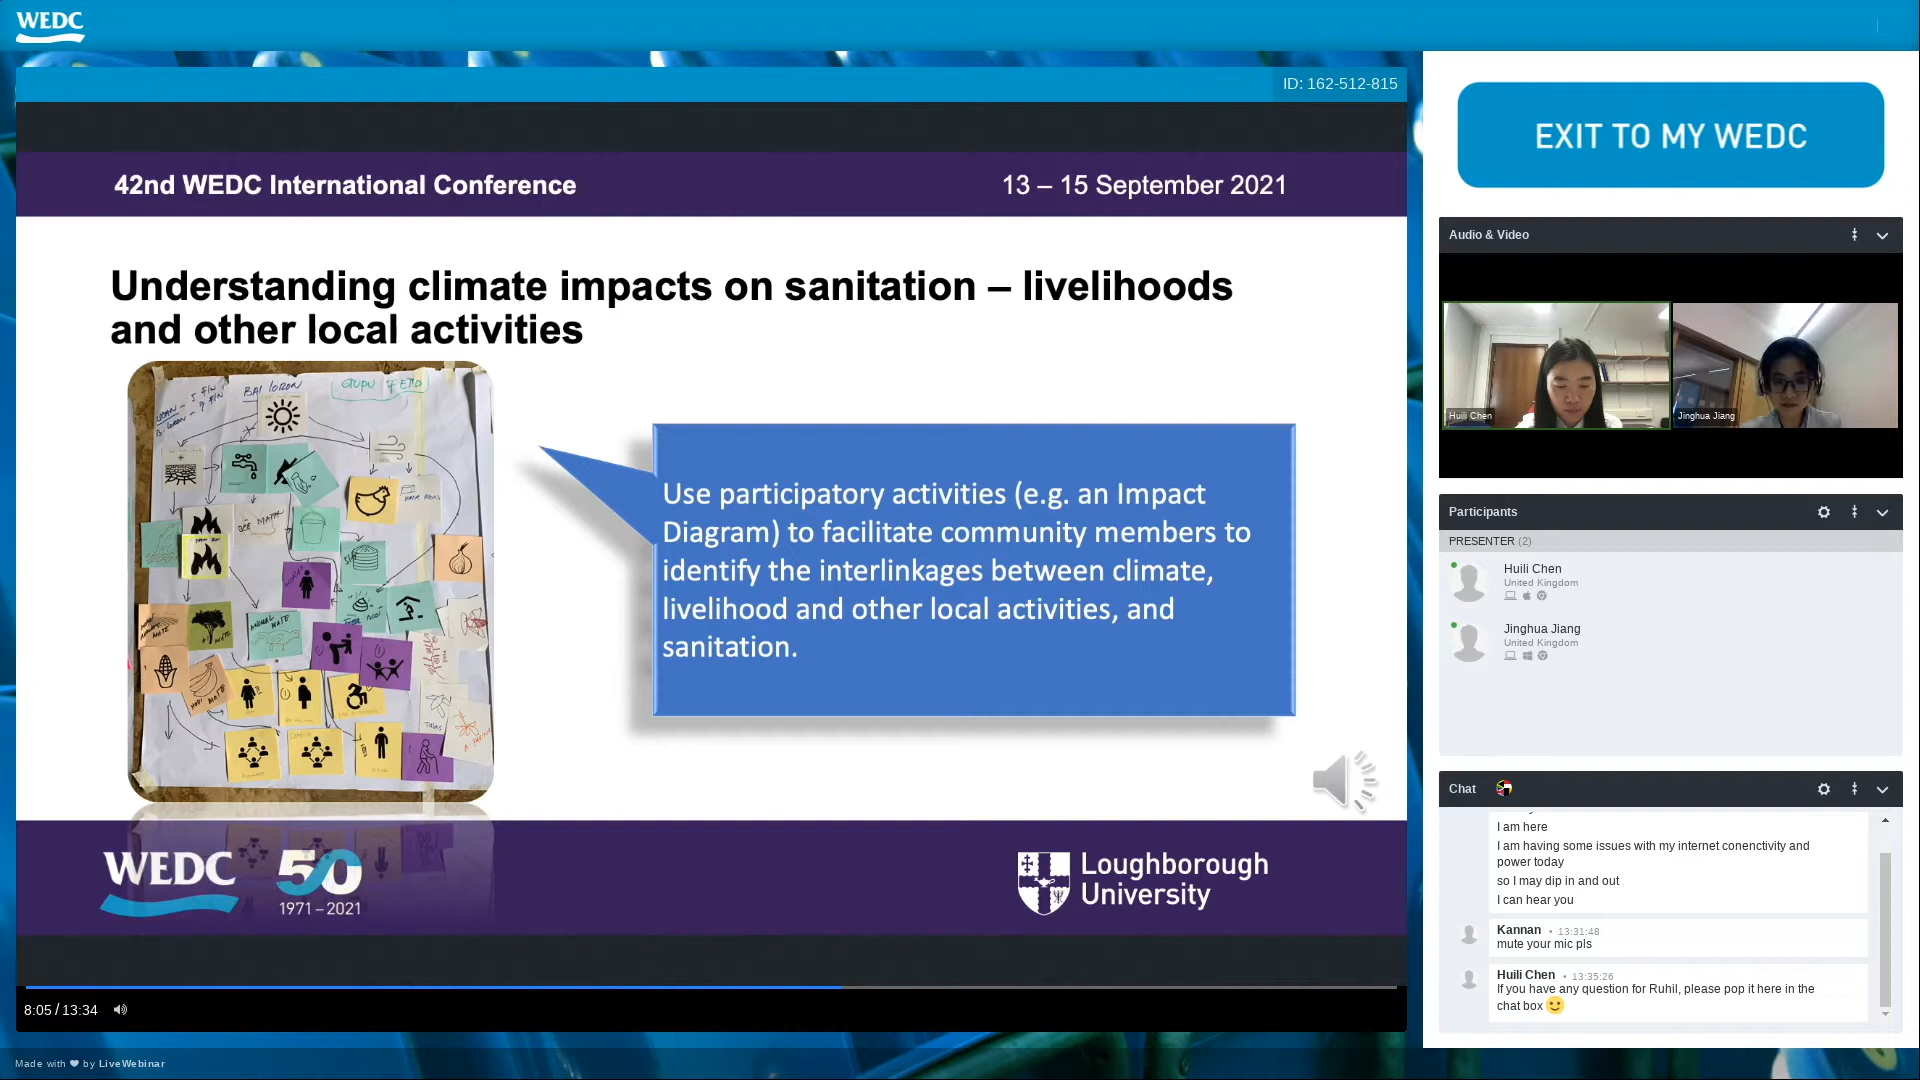 WEDC
ID: 162-512-815
42nd WEDC International Conference
13 – 15 September 2021
Understanding climate impacts on sanitation – livelihoods
and other local activities
BAI LORON
GRUPU FETO
Use participatory activities (e.g. an Impact
Diagram) to facilitate community members to
identify the interlinkages between climate,
livelihood and other local activities, and
sanitation.
WEDC
50
1971 – 2021
Loughborough
University
8:05 / 13:34
Made with by LiveWebinar
EXIT TO MY WEDC
Audio & Video
Huili Chen
Jinghua Jiang
Participants
PRESENTER (2)
Huili Chen
United Kingdom
Jinghua Jiang
United Kingdom
Chat
I am here
I am having some issues with my internet conenctivity and
power today
so I may dip in and out
I can hear you
Kannan • 13:31:48
mute your mic pls
Huili Chen • 13:35:26
If you have any question for Ruhil, please pop it here in the
chat box